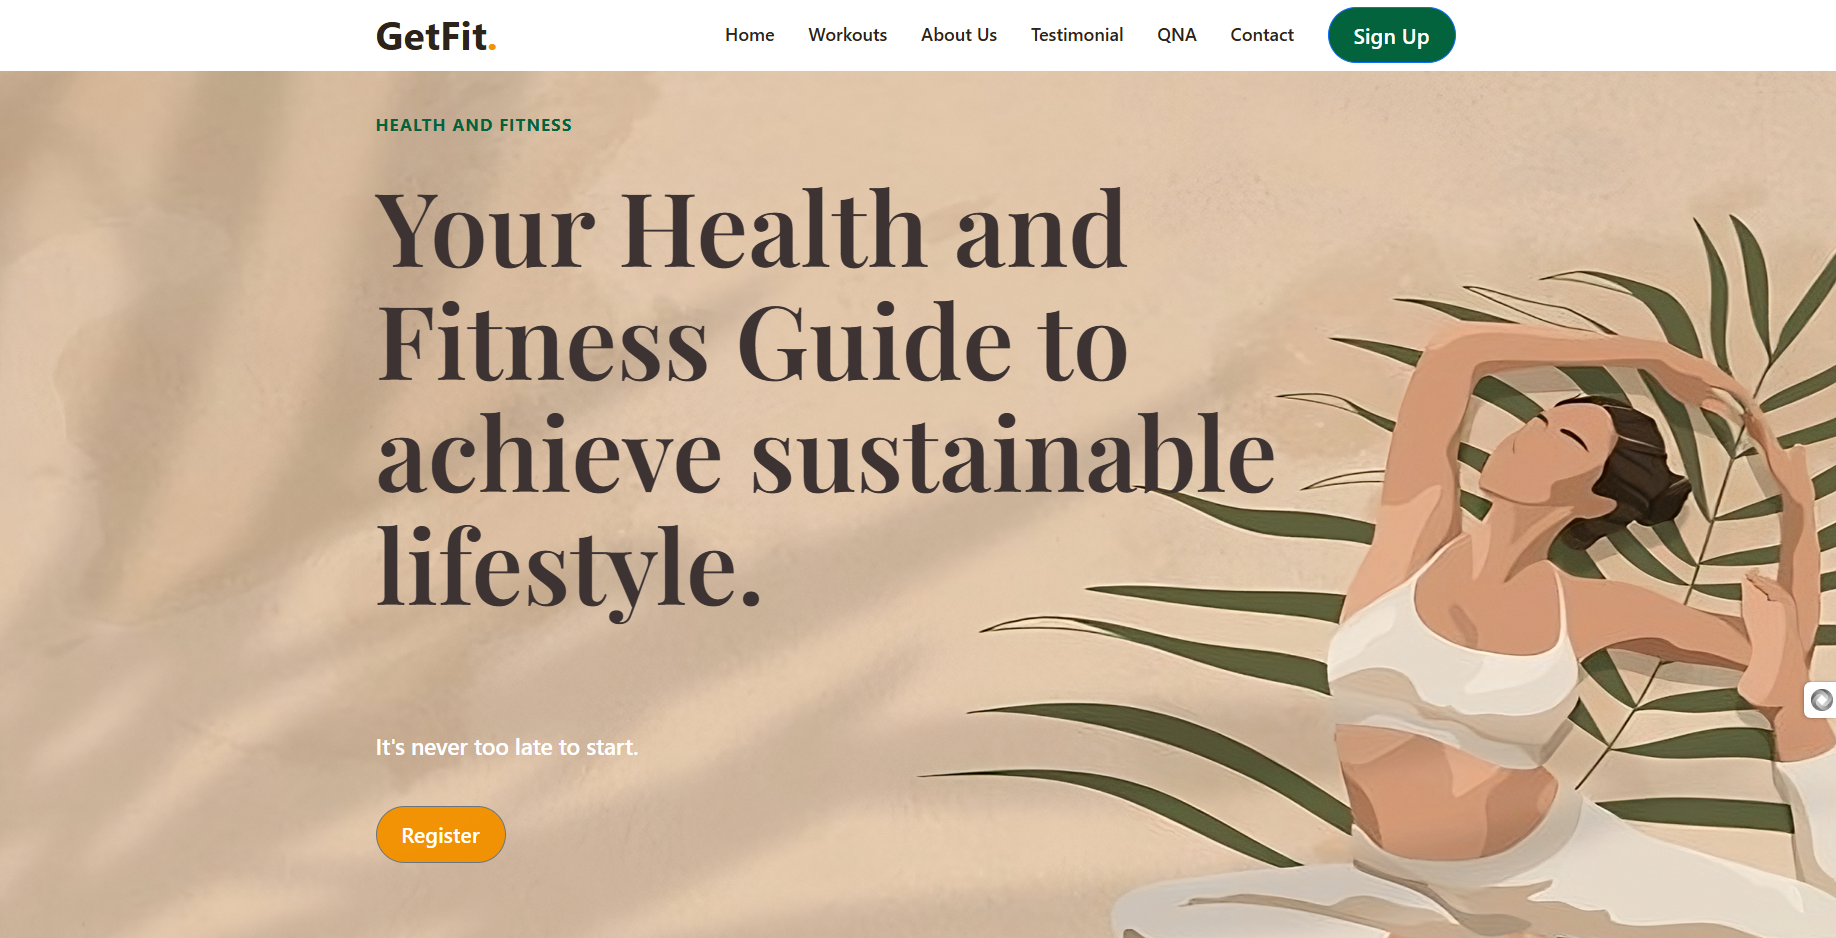 GetFit.
Home Workouts About Us Testimonial QNA Contact Sign Up
HEALTH AND FITNESS
Your Health and
Fitness Guide to
achieve sustainable
lifestyle.
It's never too late to start.
Register